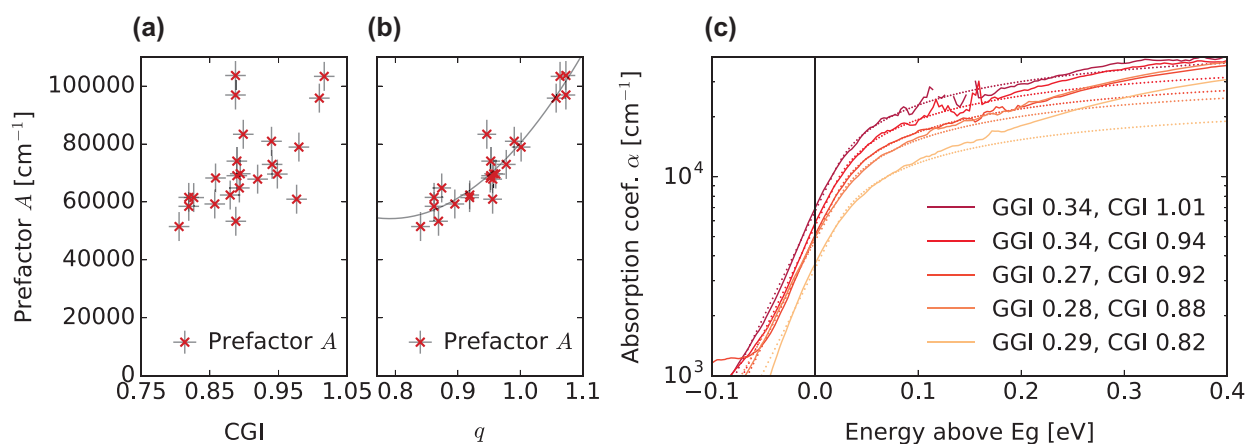 (a)
(b)
(c)
Prefactor A [cm⁻¹]
100000
80000
60000
40000
20000
0
Prefactor A
0.75 0.85 0.95 1.05
CGI
Prefactor A
0.8 0.9 1.0 1.1
q
Absorption coef. α [cm⁻¹]
10⁴
10³
GGI 0.34, CGI 1.01
GGI 0.34, CGI 0.94
GGI 0.27, CGI 0.92
GGI 0.28, CGI 0.88
GGI 0.29, CGI 0.82
−0.1 0.0 0.1 0.2 0.3 0.4
Energy above Eg [eV]